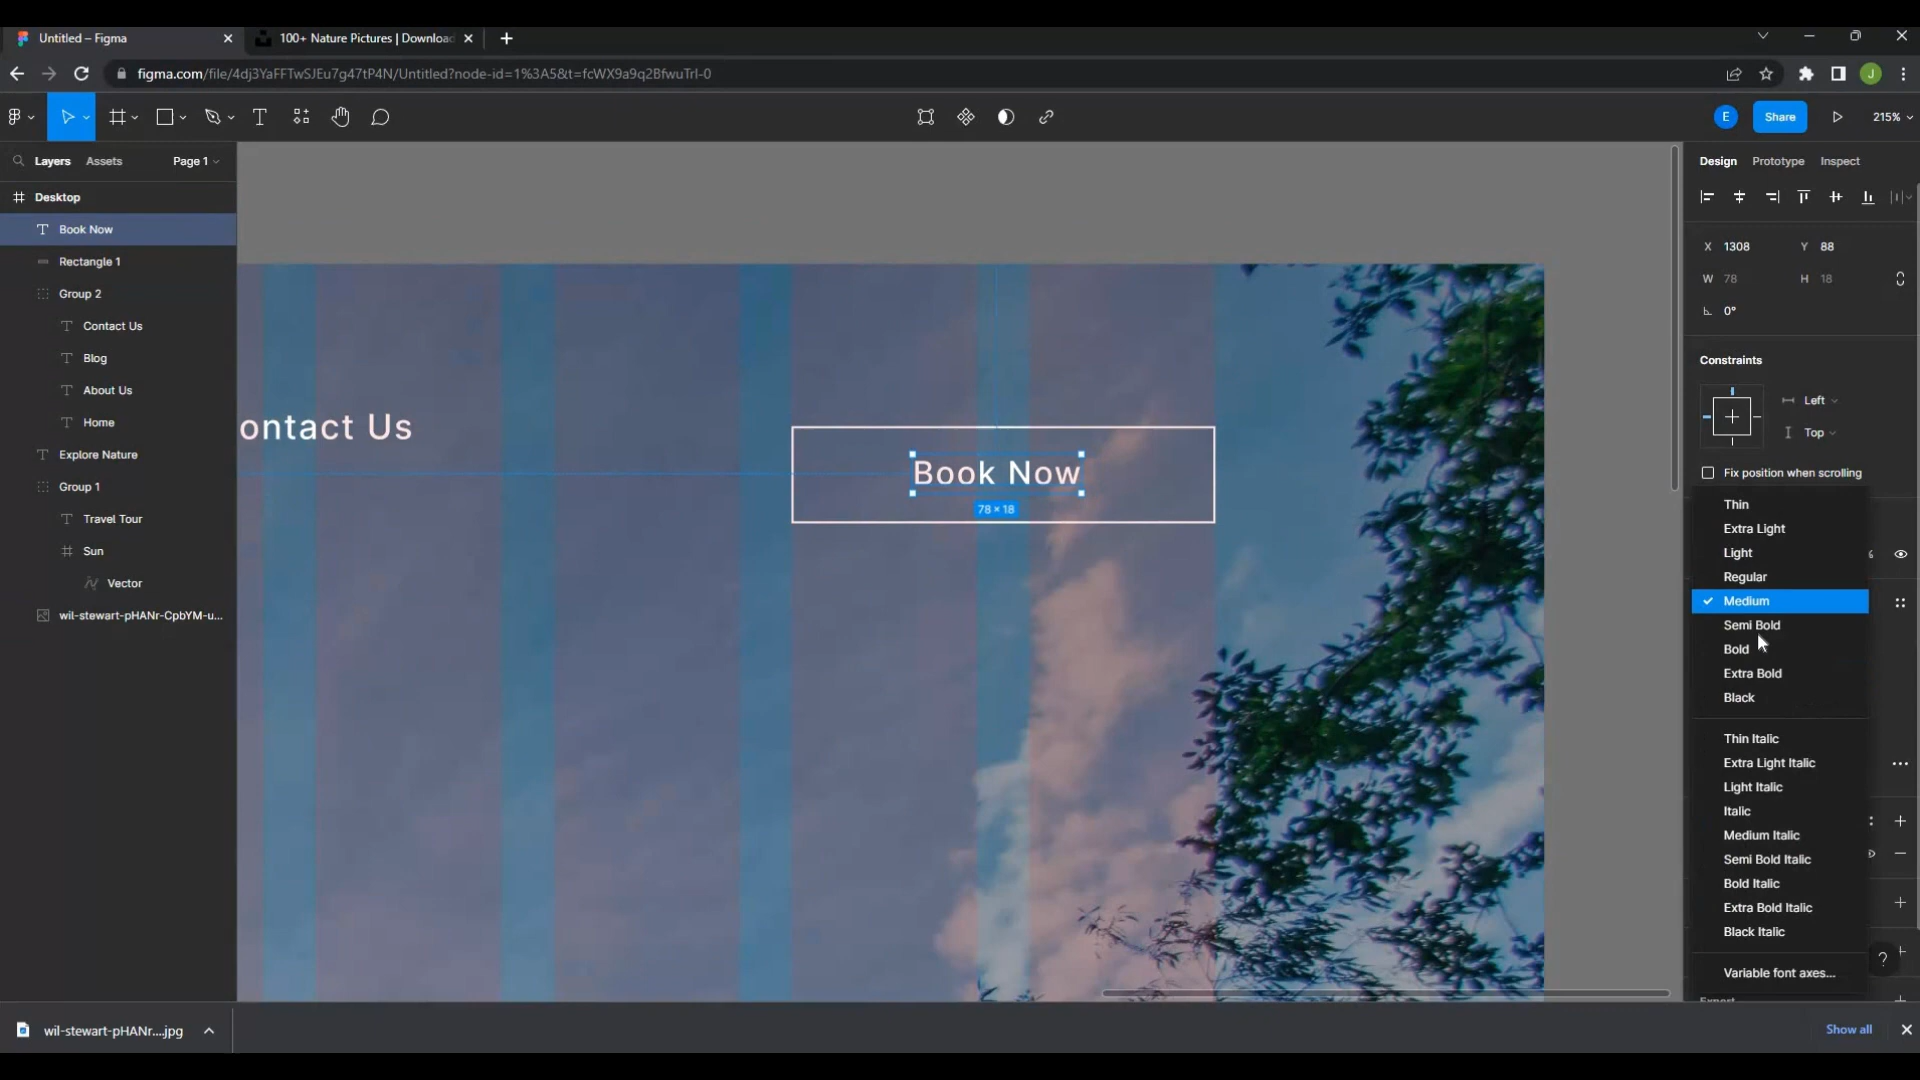 Untitled – Figma
100+ Nature Pictures | Download
figma.com/file/4dj3YaFFTwSJEu7g47tP4N/Untitled?node-id=1%3A5&t=fcWX9a9q2BfwuTrI-0
J
E
Share
215%
Layers
Assets
Page 1
Design
Prototype
Inspect
Desktop
Book Now
Rectangle 1
Group 2
Contact Us
Blog
About Us
Home
Explore Nature
Group 1
Travel Tour
Sun
Vector
wil-stewart-pHANr-CpbYM-u...
ontact Us
Book Now
78 × 18
X 1308
Y 88
W 78
H 18
0°
Constraints
Left
Top
Fix position when scrolling
Thin
Extra Light
Light
Regular
Medium
Semi Bold
Bold
Extra Bold
Black
Thin Italic
Extra Light Italic
Light Italic
Italic
Medium Italic
Semi Bold Italic
Bold Italic
Extra Bold Italic
Black Italic
Variable font axes...
?
wil-stewart-pHANr....jpg
Show all